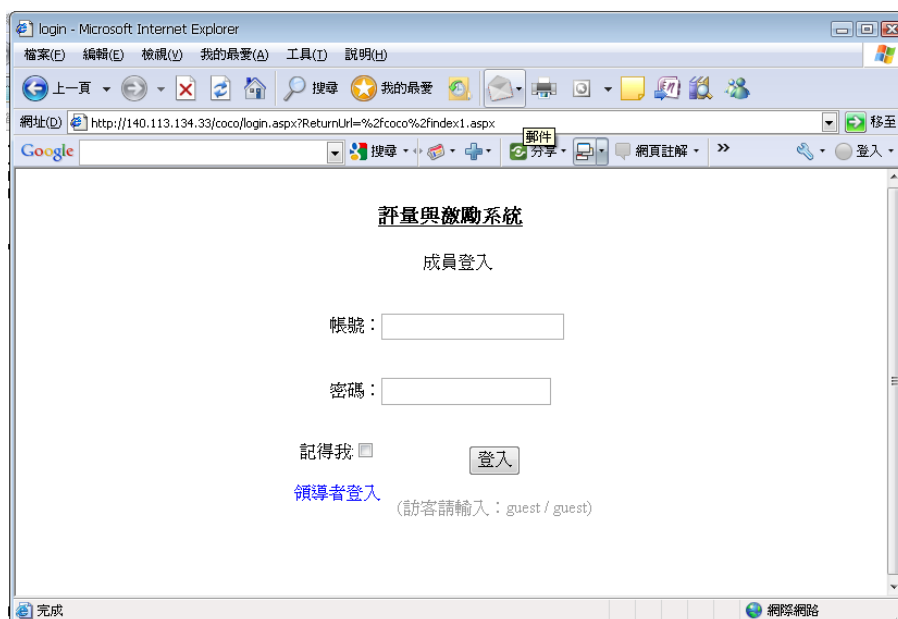 login - Microsoft Internet Explorer
檔案(F) 編輯(E) 檢視(V) 我的最愛(A) 工具(T) 說明(H)
上一頁 搜尋 我的最愛
網址(D) http://140.113.134.33/coco/login.aspx?ReturnUrl=%2fcoco%2findex1.aspx 移至
郵件
Google 搜尋 分享 網頁註解 » 登入
評量與激勵系統
成員登入
帳號：
密碼：
記得我
登入
領導者登入
(訪客請輸入：guest / guest)
完成 網際網路